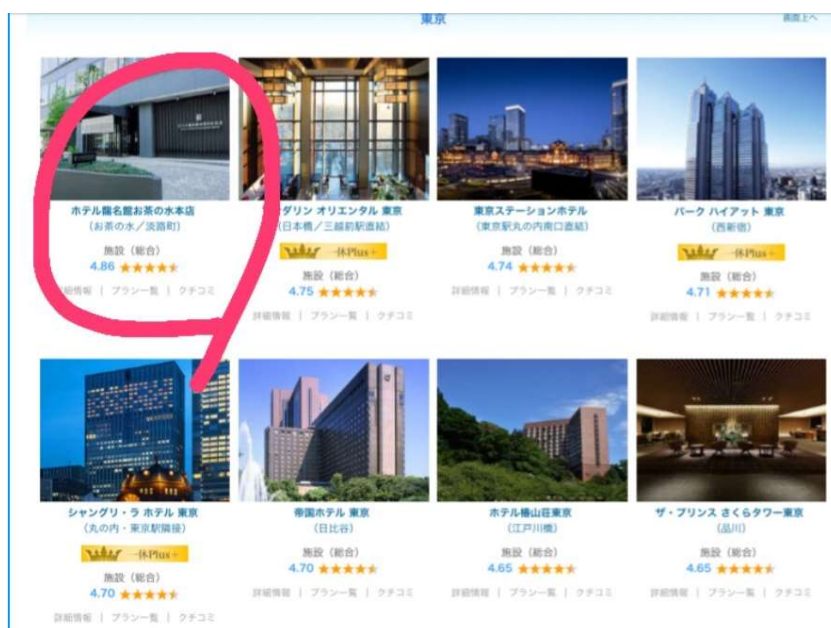 東京
画面上へ
ホテル龍名館お茶の水本店
(お茶の水/淡路町)
施設(総合)
4.86
詳細情報 | プラン一覧 | クチコミ
ダリン オリエンタル 東京
(日本橋/三越前駅直結)
一休Plus+
施設(総合)
4.75
詳細情報 | プラン一覧 | クチコミ
東京ステーションホテル
(東京駅丸の内南口直結)
施設(総合)
4.74
詳細情報 | プラン一覧 | クチコミ
パーク ハイアット 東京
(西新宿)
一休Plus+
施設(総合)
4.71
詳細情報 | プラン一覧 | クチコミ
シャングリ・ラ ホテル 東京
(丸の内・東京駅隣接)
一休Plus+
施設(総合)
4.70
詳細情報 | プラン一覧 | クチコミ
帝国ホテル 東京
(日比谷)
施設(総合)
4.70
詳細情報 | プラン一覧 | クチコミ
ホテル椿山荘東京
(江戸川橋)
施設(総合)
4.65
詳細情報 | プラン一覧 | クチコミ
ザ・プリンス さくらタワー東京
(品川)
施設(総合)
4.65
詳細情報 | プラン一覧 | クチコミ